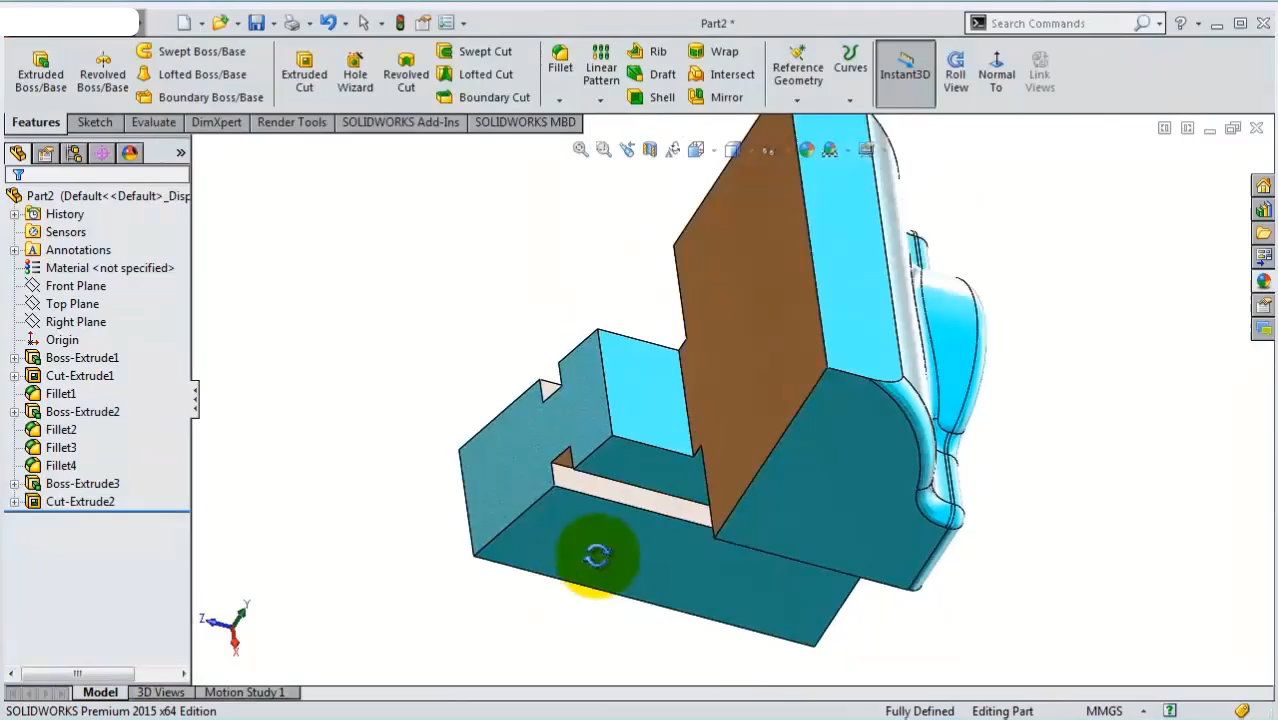 Part2 *
Search Commands
Extruded Boss/Base
Revolved Boss/Base
Swept Boss/Base
Lofted Boss/Base
Boundary Boss/Base
Extruded Cut
Hole Wizard
Revolved Cut
Swept Cut
Lofted Cut
Boundary Cut
Fillet
Linear Pattern
Rib
Draft
Shell
Wrap
Intersect
Mirror
Reference Geometry
Curves
Instant3D
Roll View
Normal To
Link Views
Features
Sketch
Evaluate
DimXpert
Render Tools
SOLIDWORKS Add-Ins
SOLIDWORKS MBD
Part2 (Default<<Default>_Disp
History
Sensors
Annotations
Material <not specified>
Front Plane
Top Plane
Right Plane
Origin
Boss-Extrude1
Cut-Extrude1
Fillet1
Boss-Extrude2
Fillet2
Fillet3
Fillet4
Boss-Extrude3
Cut-Extrude2
Y
Z
X
Model
3D Views
Motion Study 1
SOLIDWORKS Premium 2015 x64 Edition
Fully Defined
Editing Part
MMGS